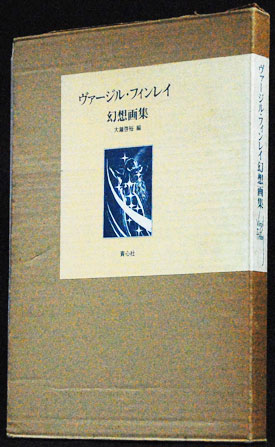 ヴァージル・フィンレイ
幻想画集
大瀧啓裕 編
青心社
ヴァージル・フィンレイ幻想画集